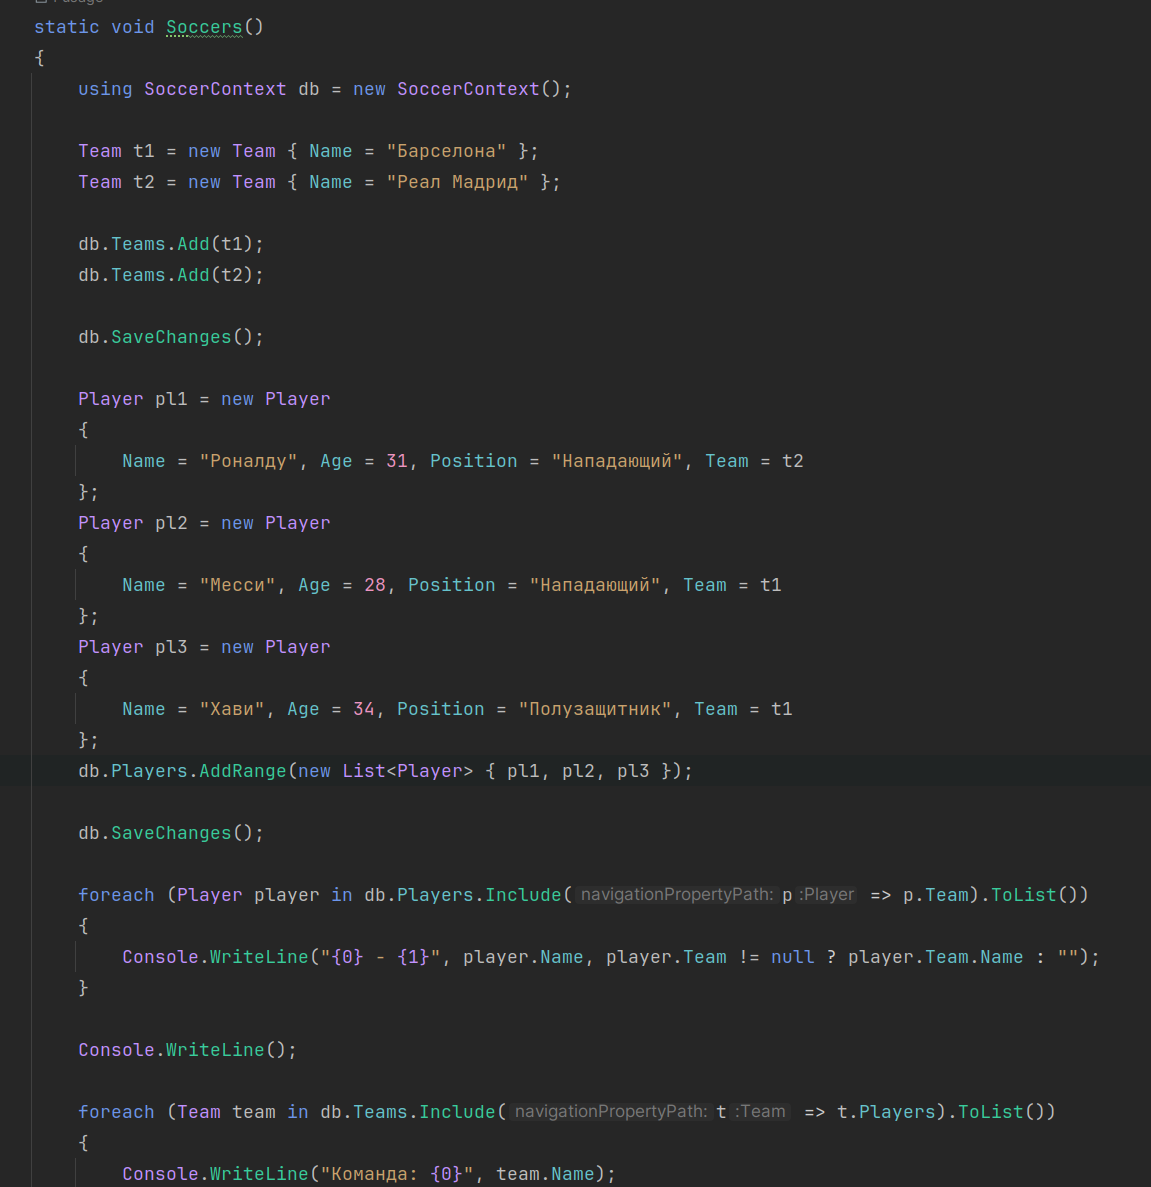 static void Soccers()
{
using SoccerContext db = new SoccerContext();
Team t1 = new Team { Name = "Барселона" };
Team t2 = new Team { Name = "Реал Мадрид" };
db.Teams.Add(t1);
db.Teams.Add(t2);
db.SaveChanges();
Player pl1 = new Player
{
Name = "Роналду", Age = 31, Position = "Нападающий", Team = t2
};
Player pl2 = new Player
{
Name = "Месси", Age = 28, Position = "Нападающий", Team = t1
};
Player pl3 = new Player
{
Name = "Хави", Age = 34, Position = "Полузащитник", Team = t1
};
db.Players.AddRange(new List<Player> { pl1, pl2, pl3 });
db.SaveChanges();
foreach (Player player in db.Players.Include( navigationPropertyPath: p :Player => p.Team).ToList())
{
Console.WriteLine("{0} - {1}", player.Name, player.Team != null ? player.Team.Name : "");
}
Console.WriteLine();
foreach (Team team in db.Teams.Include( navigationPropertyPath: t :Team => t.Players).ToList())
{
Console.WriteLine("Команда: {0}", team.Name);